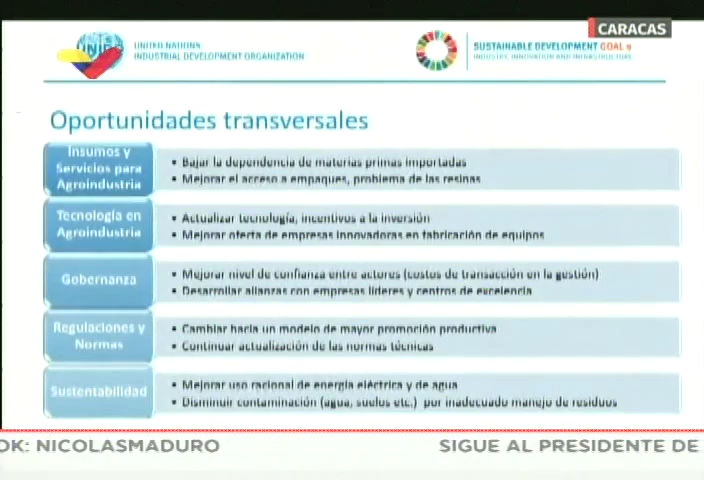 CARACAS
UNIDO
UNITED NATIONS
INDUSTRIAL DEVELOPMENT ORGANIZATION
SUSTAINABLE DEVELOPMENT GOAL 9
INDUSTRY, INNOVATION AND INFRASTRUCTURE
Oportunidades transversales
Insumos y
Servicios para
Agroindustria
• Bajar la dependencia de materias primas importadas
• Mejorar el acceso a empaques, problema de las resinas
Tecnología en
Agroindustria
• Actualizar tecnología, incentivos a la inversión
• Mejorar oferta de empresas innovadoras en fabricación de equipos
Gobernanza
• Mejorar nivel de confianza entre actores (costos de transacción en la gestión)
• Desarrollar alianzas con empresas líderes y centros de excelencia
Regulaciones y
Normas
• Cambiar hacia un modelo de mayor promoción productiva
• Continuar actualización de las normas técnicas
Sustentabilidad
• Mejorar uso racional de energía eléctrica y de agua
• Disminuir contaminación (agua, suelos etc.) por inadecuado manejo de residuos
OK: NICOLASMADURO
SIGUE AL PRESIDENTE DE